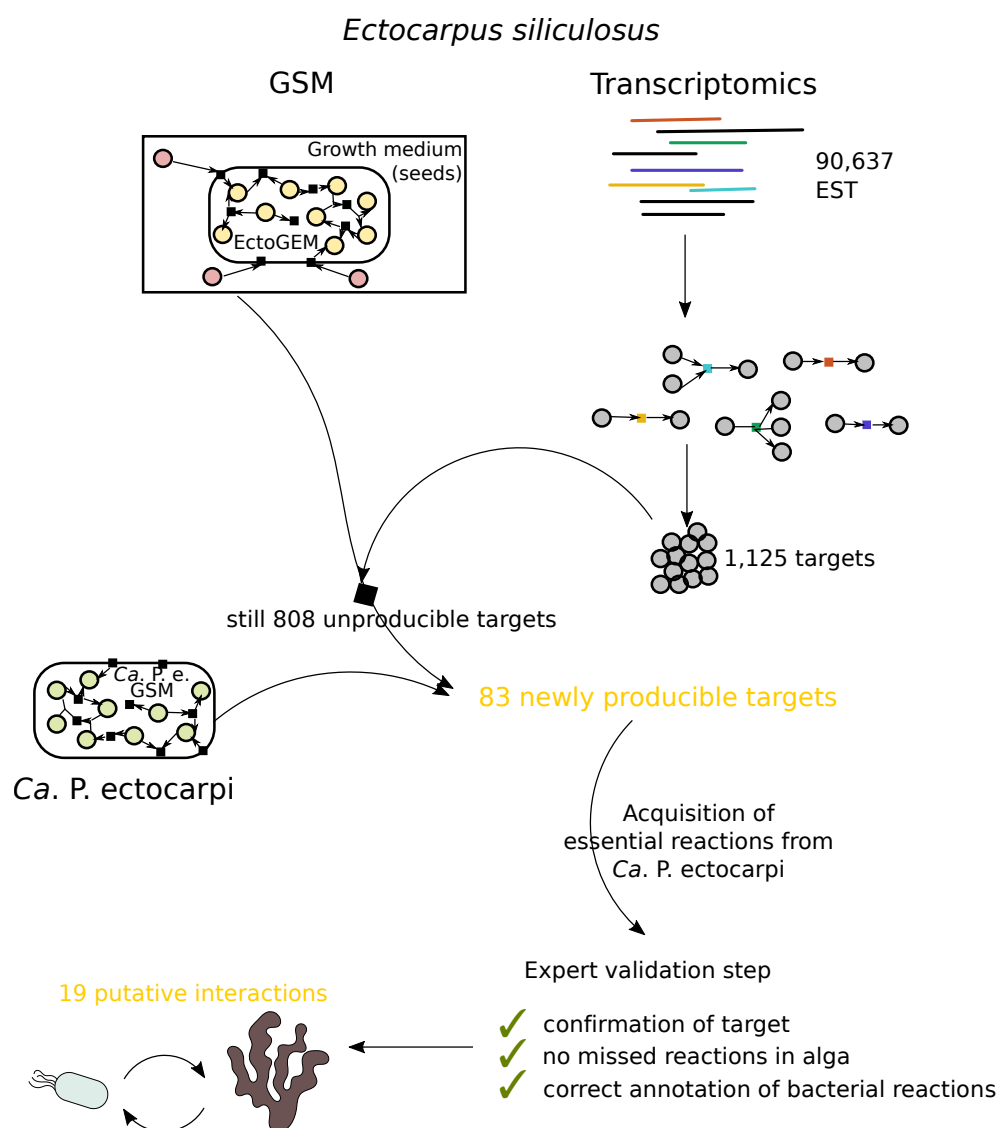 Ectocarpus siliculosus
GSM
Transcriptomics
Growth medium
(seeds)
EctoGEM
90,637
EST
1,125 targets
still 808 unproducible targets
Ca. P. e.
GSM
Ca. P. ectocarpi
83 newly producible targets
Acquisition of
essential reactions from
Ca. P. ectocarpi
Expert validation step
✓ confirmation of target
✓ no missed reactions in alga
✓ correct annotation of bacterial reactions
19 putative interactions